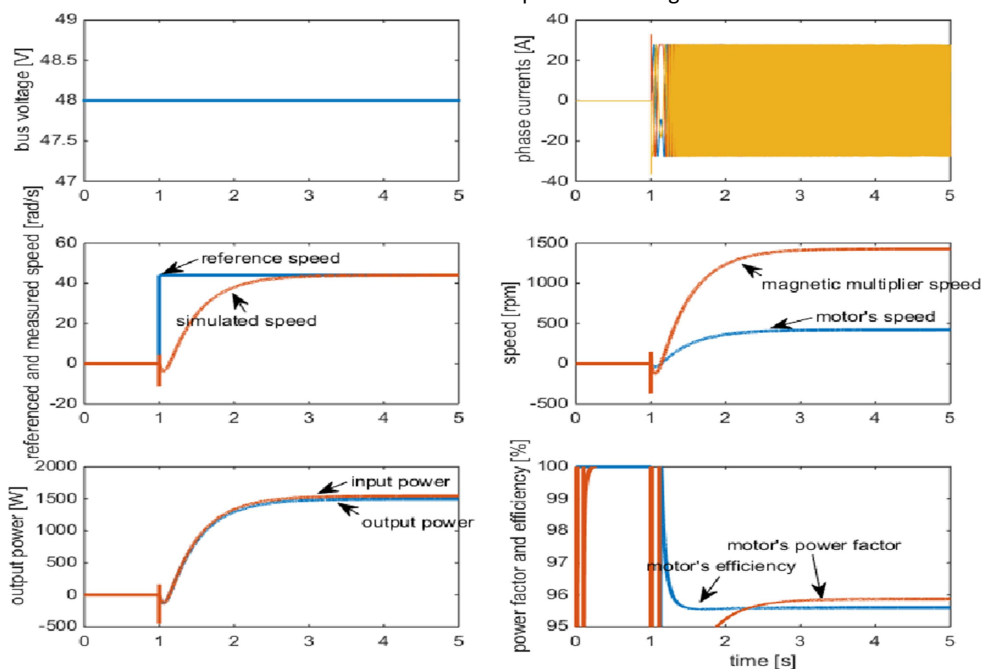 bus voltage [V]
49
48.5
48
47.5
47
0 1 2 3 4 5
phase currents [A]
40
20
0
-20
-40
0 1 2 3 4 5
referenced and measured speed [rad/s]
60
40
20
0
-20
reference speed
simulated speed
0 1 2 3 4 5
speed [rpm]
1500
1000
500
0
-500
magnetic multiplier speed
motor's speed
0 1 2 3 4 5
output power [W]
2000
1500
1000
500
0
-500
input power
output power
0 1 2 3 4 5
power factor and efficiency [%]
100
99
98
97
96
95
motor's power factor
motor's efficiency
0 1 2 3 4 5
time [s]